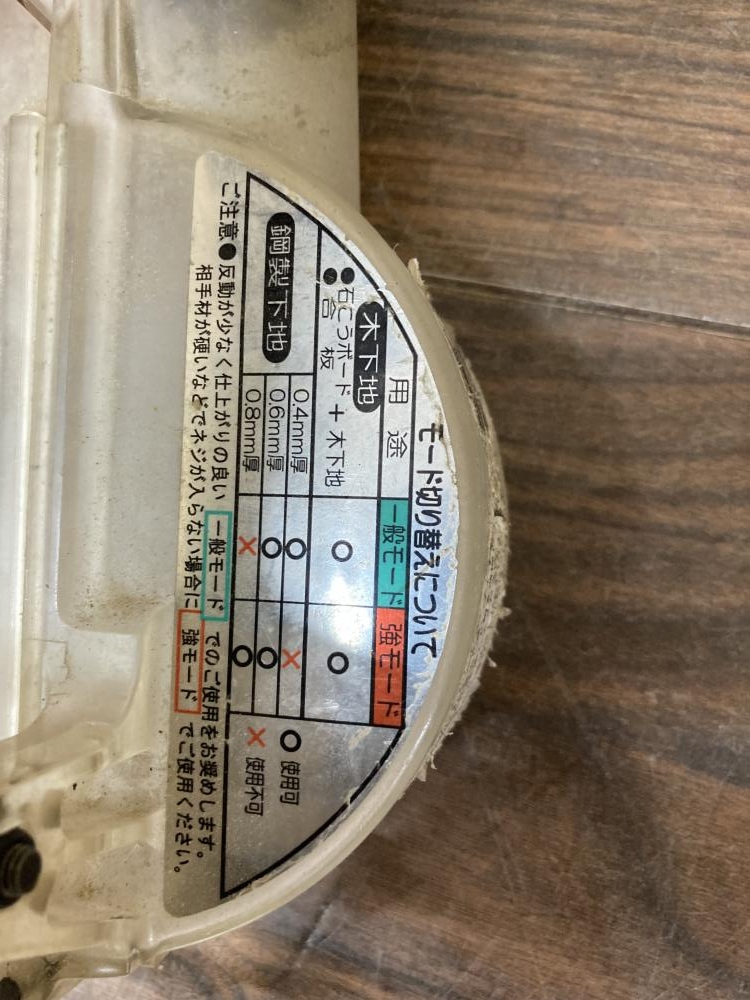 モード切り替えについて
用途 一般モード 強モード
木下地
●石こうボード + 木下地 ○ ○
●合板
鋼製下地
0.4mm厚 ○ ×
0.6mm厚 ○ ○
0.8mm厚 × ○
○ 使用可
× 使用不可
ご注意●反動が少なく仕上がりの良い 一般モード でのご使用をお奨めします。
相手材が硬いなどでネジが入らない場合に 強モード でご使用ください。